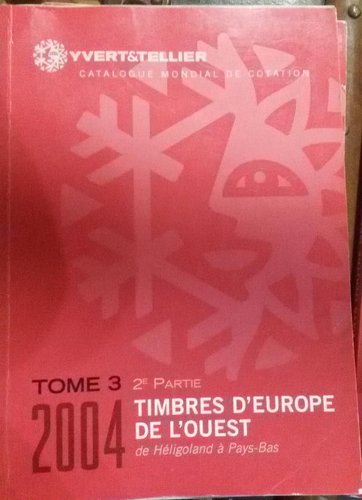 YVERT&TELLIER
CATALOGUE MONDIAL DE COTATION
TOME 3 2E PARTIE
2004 TIMBRES D'EUROPE
DE L'OUEST
de Héligoland à Pays-Bas